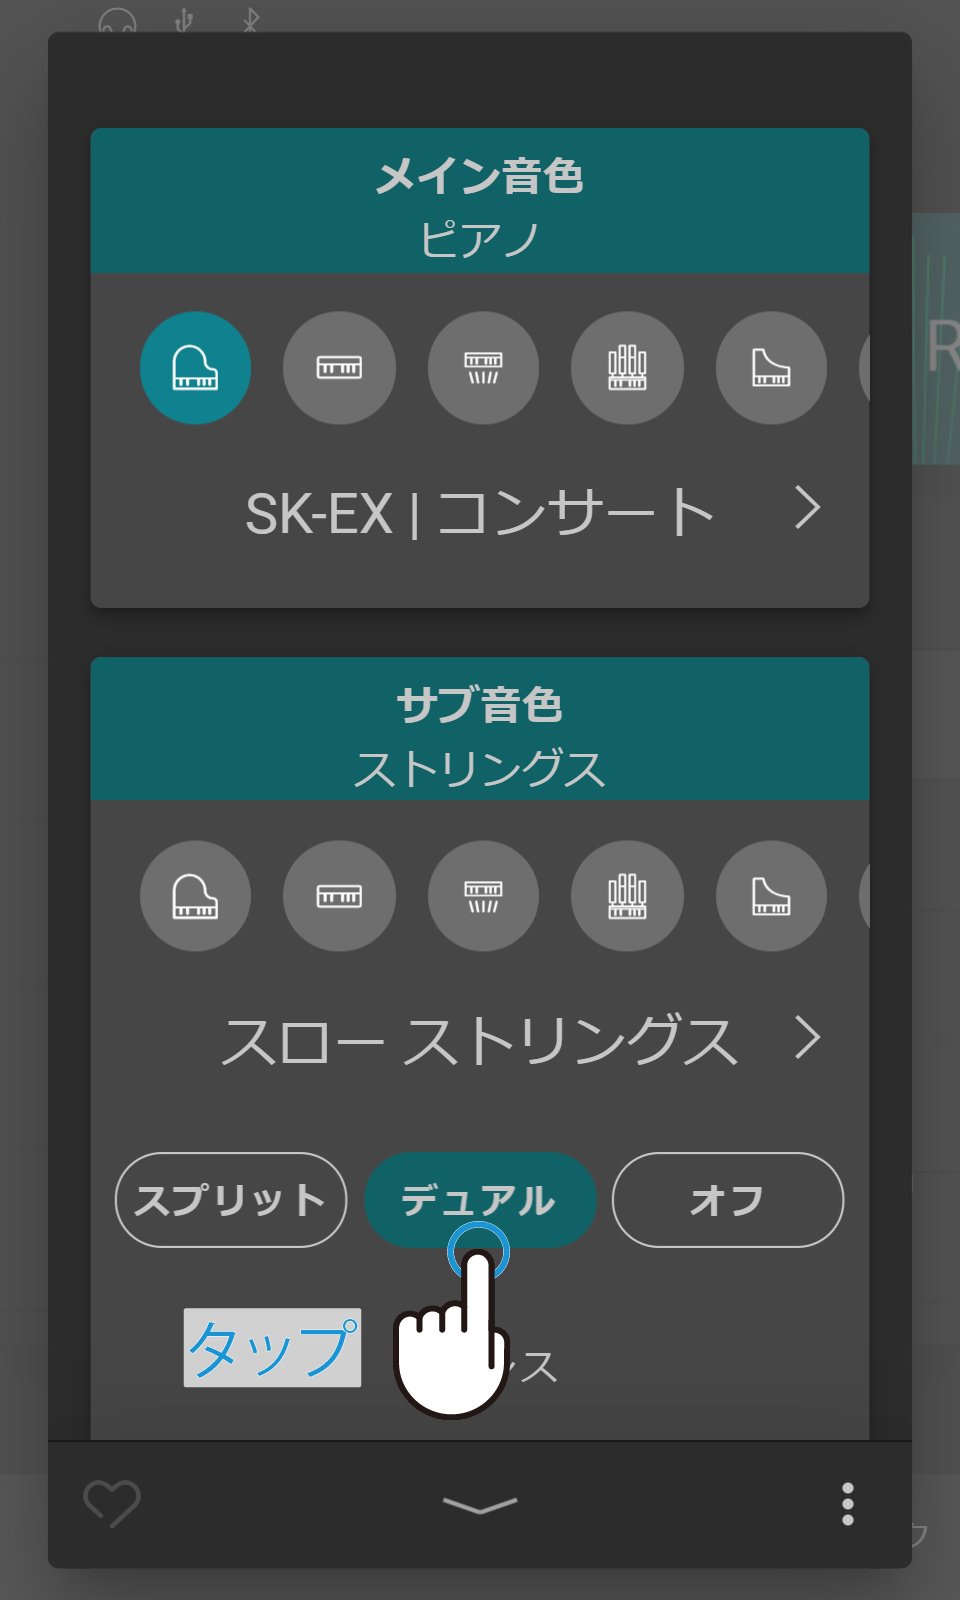 メイン音色
ピアノ
R
SK-EX | コンサート
サブ音色
ストリングス
スロー ストリングス
スプリット
デュアル
オフ
タップ
ンス